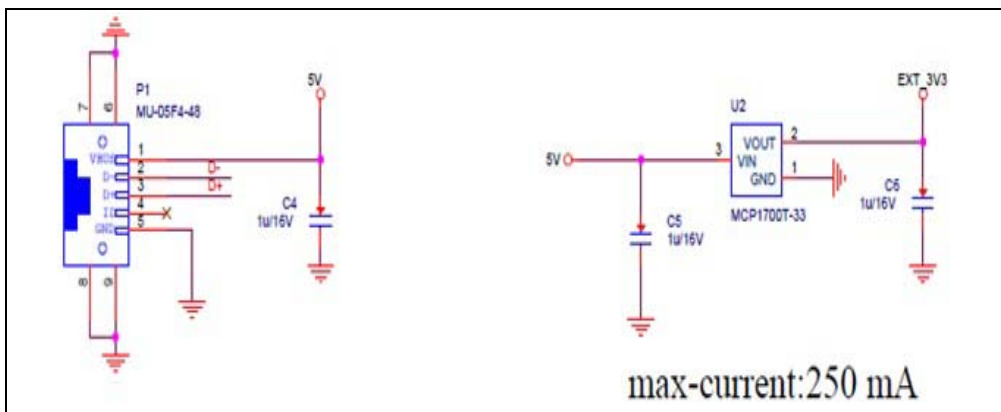 7
6
P1
MU-05F4-48
VBUS
1
D-
2
D-
D+
3
D+
ID
4
GND
5
8
9
5V
C4
1u/16V
5V
C5
1u/16V
U2
3
VIN
VOUT
2
GND
1
MCP1700T-33
EXT_3V3
C6
1u/16V
max-current:250 mA